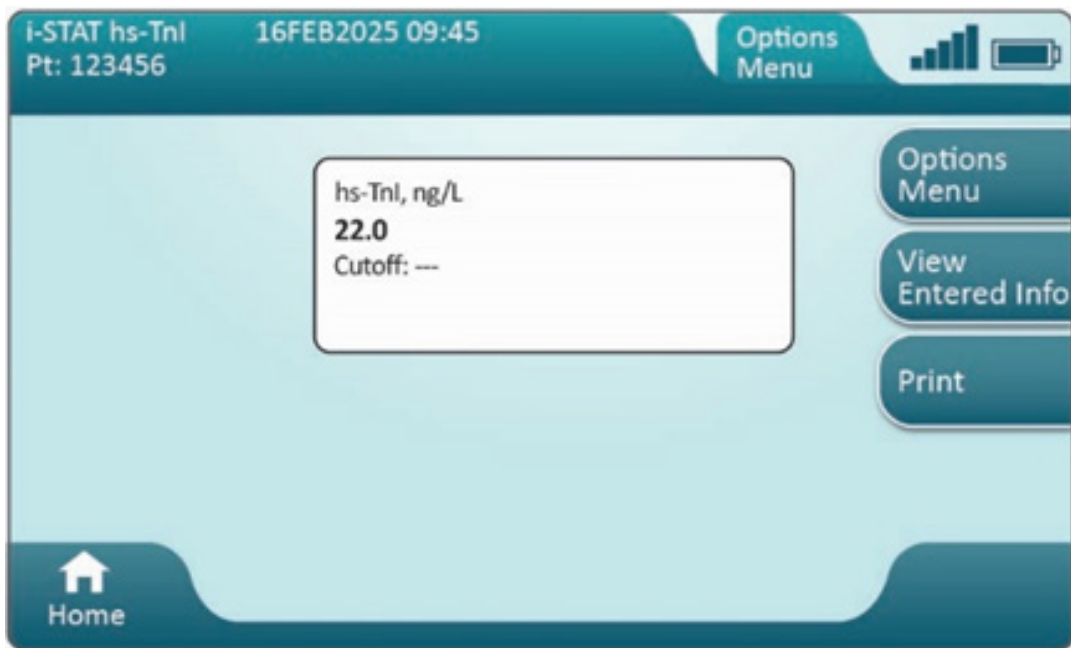 i-STAT hs-TnI 16FEB2025 09:45
Pt: 123456
Options
Menu
hs-TnI, ng/L
22.0
Cutoff: ---
Options
Menu
View
Entered Info
Print
Home